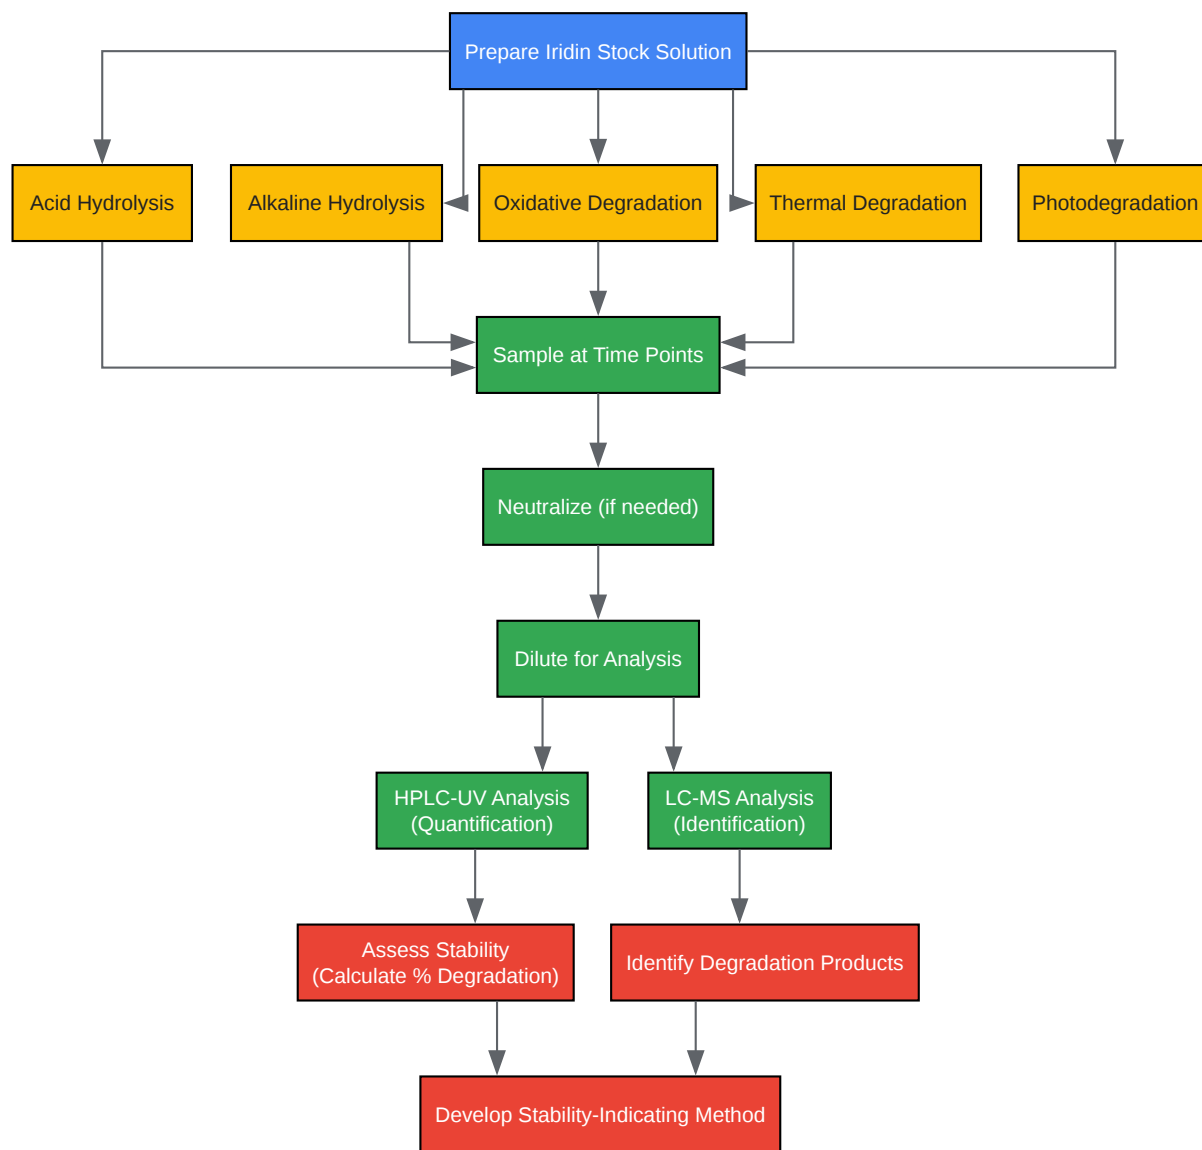 Prepare Iridin Stock Solution
Acid Hydrolysis
Alkaline Hydrolysis
Oxidative Degradation
Thermal Degradation
Photodegradation
Sample at Time Points
Neutralize (if needed)
Dilute for Analysis
HPLC-UV Analysis
(Quantification)
LC-MS Analysis
(Identification)
Assess Stability
(Calculate % Degradation)
Identify Degradation Products
Develop Stability-Indicating Method